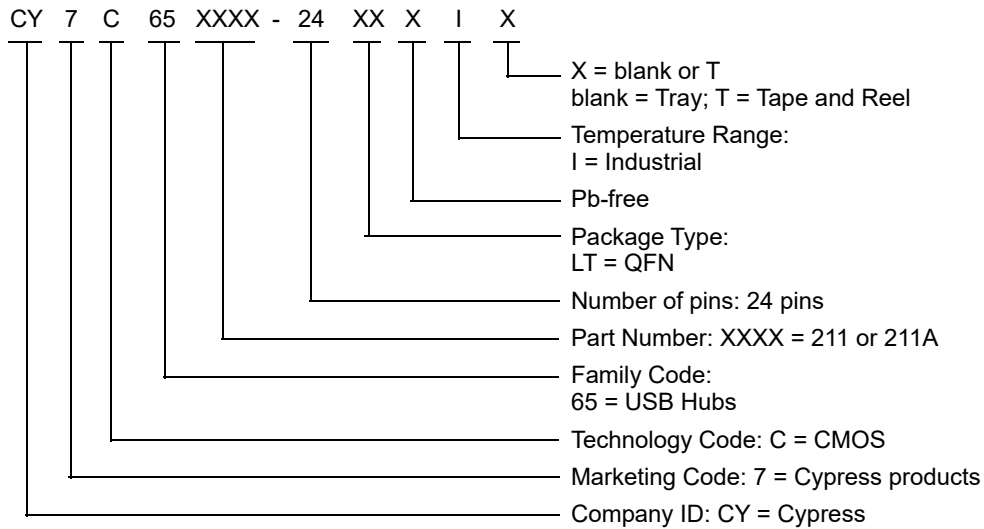 CY 7 C 65 XXXX - 24 XX X I X
X = blank or T
blank = Tray; T = Tape and Reel
Temperature Range:
I = Industrial
Pb-free
Package Type:
LT = QFN
Number of pins: 24 pins
Part Number: XXXX = 211 or 211A
Family Code:
65 = USB Hubs
Technology Code: C = CMOS
Marketing Code: 7 = Cypress products
Company ID: CY = Cypress